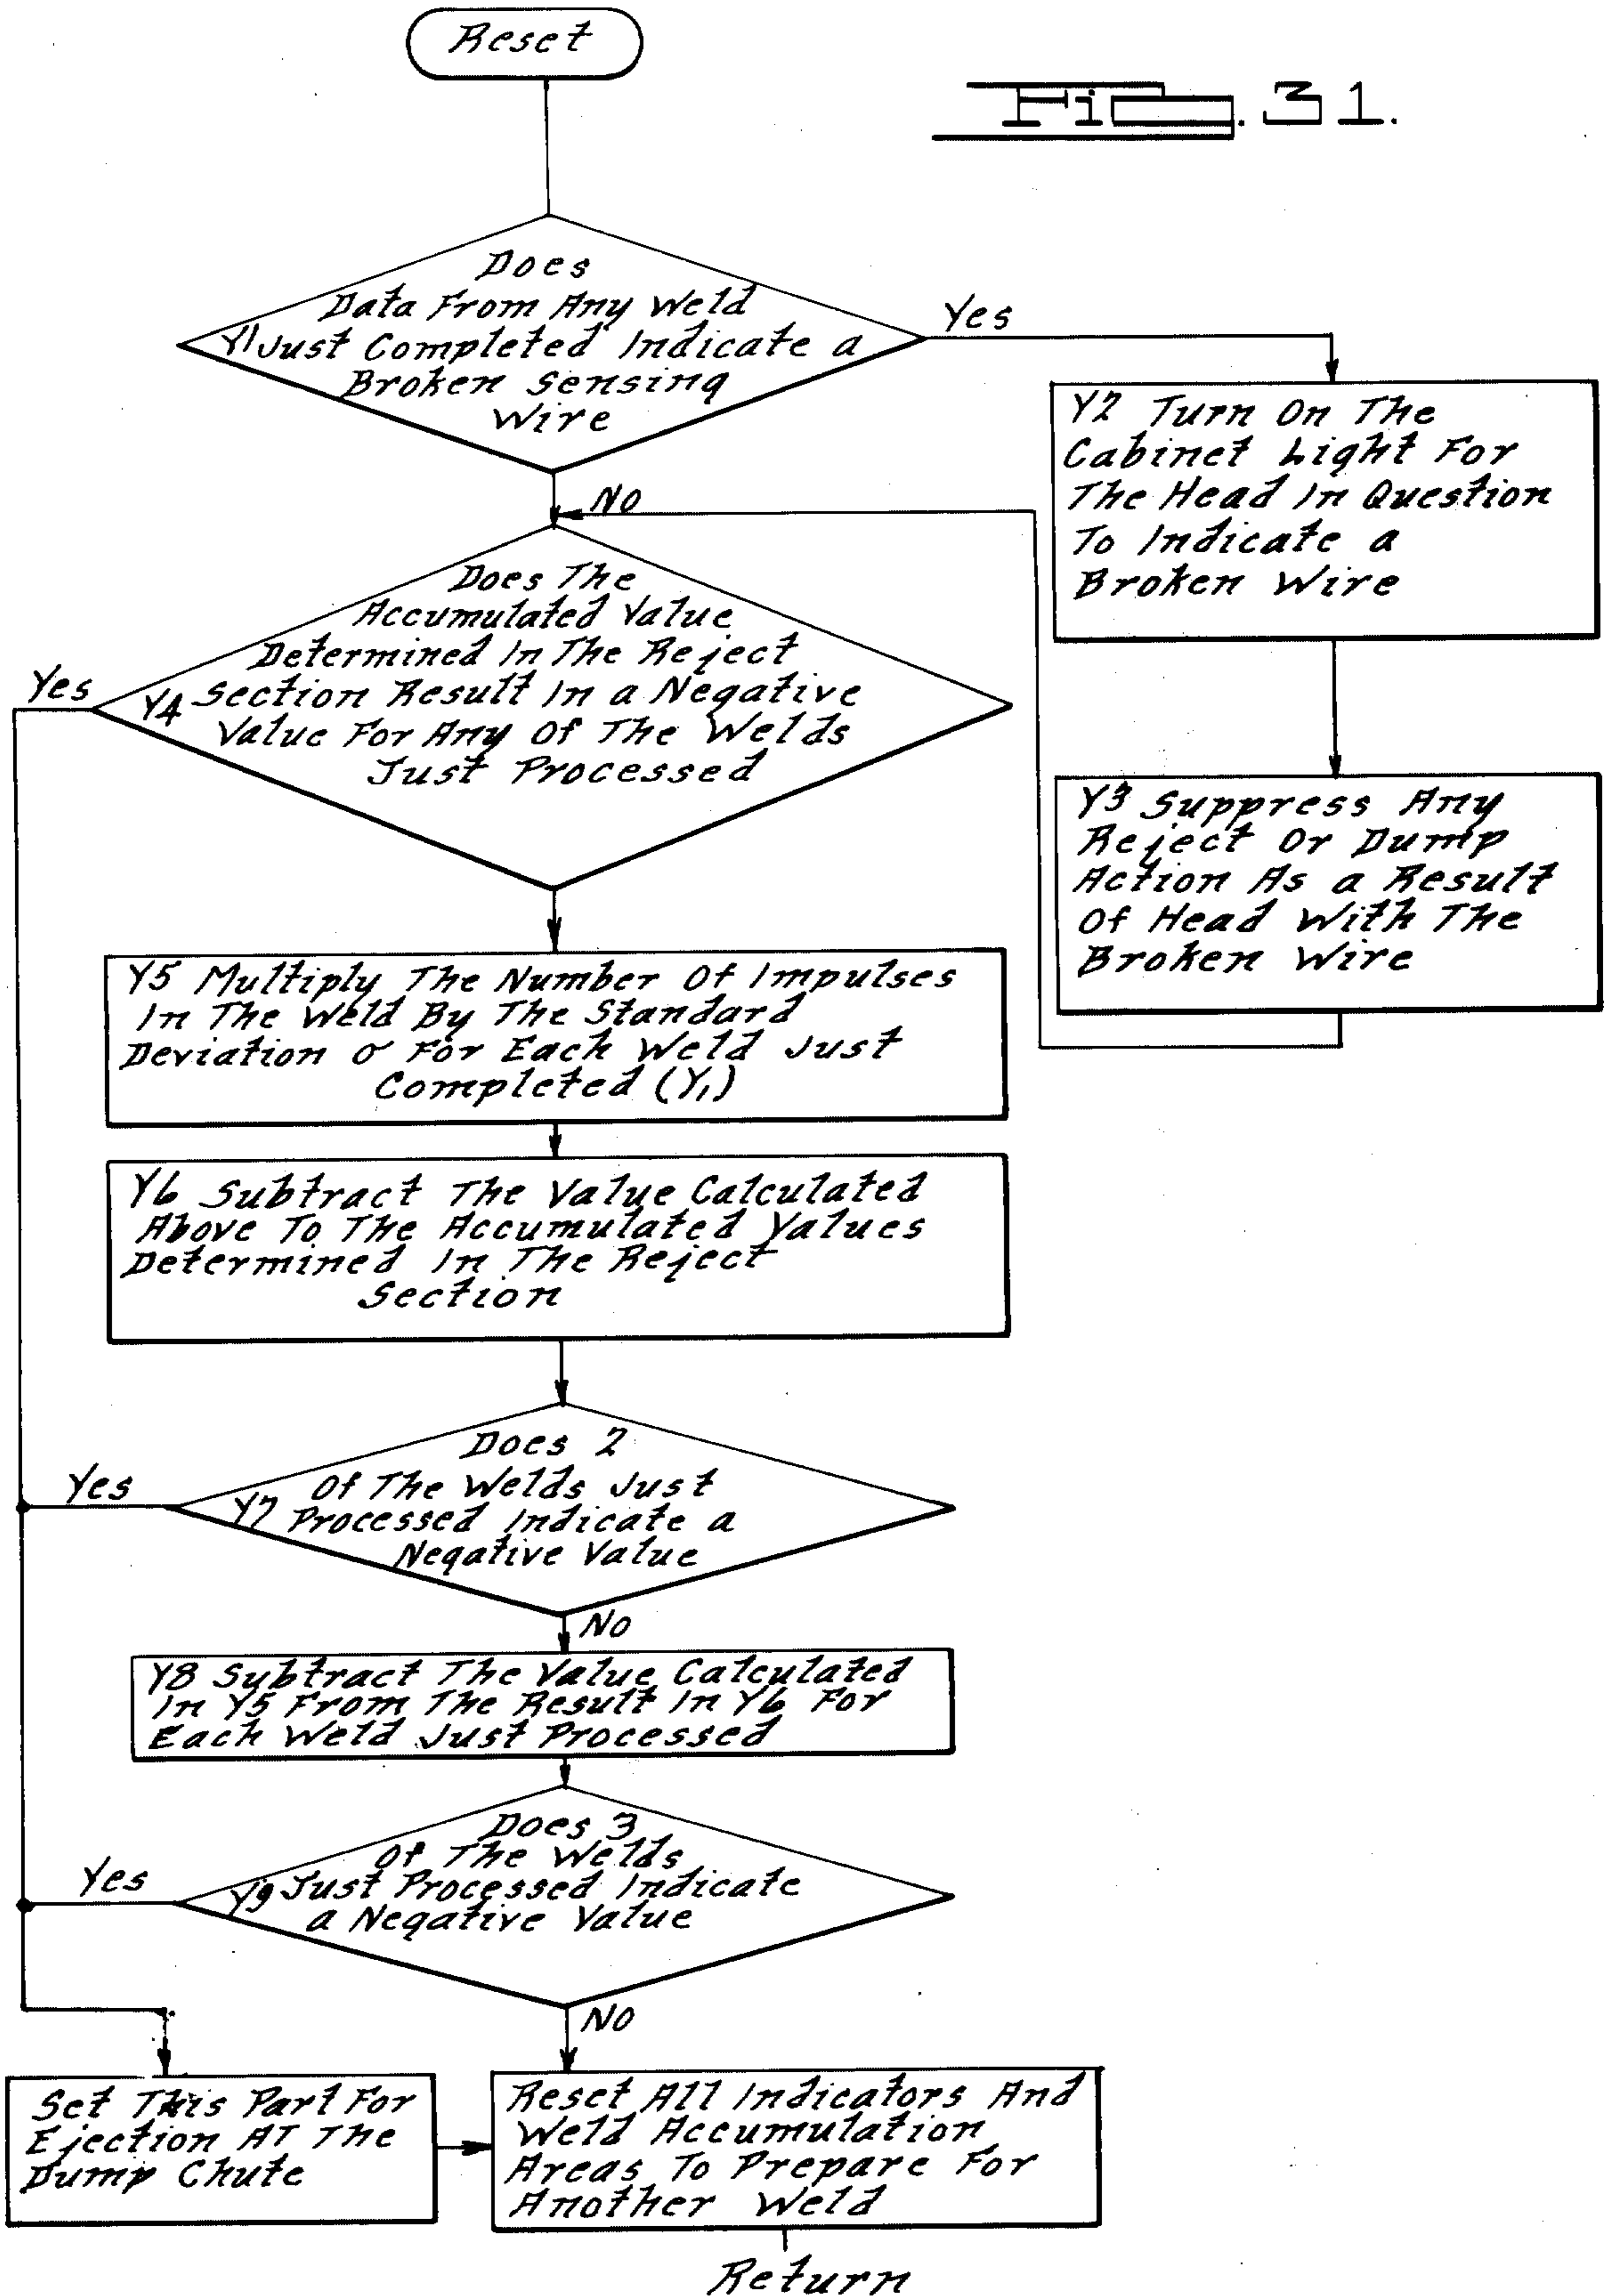 Reset
Fig. 31.
Does
Data From Any Weld
Y1 Just Completed Indicate a
Broken Sensing
Wire
Yes
No
Y2 Turn On The
Cabinet Light For
The Head In Question
To Indicate a
Broken Wire
Y3 Suppress Any
Reject Or Dump
Action As a Result
Of Head With The
Broken Wire
Does The
Accumulated Value
Determined In The Reject
Y4 Section Result In a Negative
Value For Any Of The Welds
Just Processed
Yes
Y5 Multiply The Number Of Impulses
In The Weld By The Standard
Deviation σ For Each Weld Just
Completed (Y₁)
Y6 Subtract The Value Calculated
Above To The Accumulated Values
Determined In The Reject
Section
Does 2
Of The Welds Just
Y7 Processed Indicate a
Negative Value
Yes
No
Y8 Subtract The Value Calculated
In Y5 From The Result In Y6 For
Each Weld Just Processed
Does 3
Of The Welds
Y9 Just Processed Indicate
a Negative Value
Yes
No
Set This Part For
Ejection AT The
Dump Chute
Reset All Indicators And
Weld Accumulation
Areas To Prepare For
Another Weld
Return